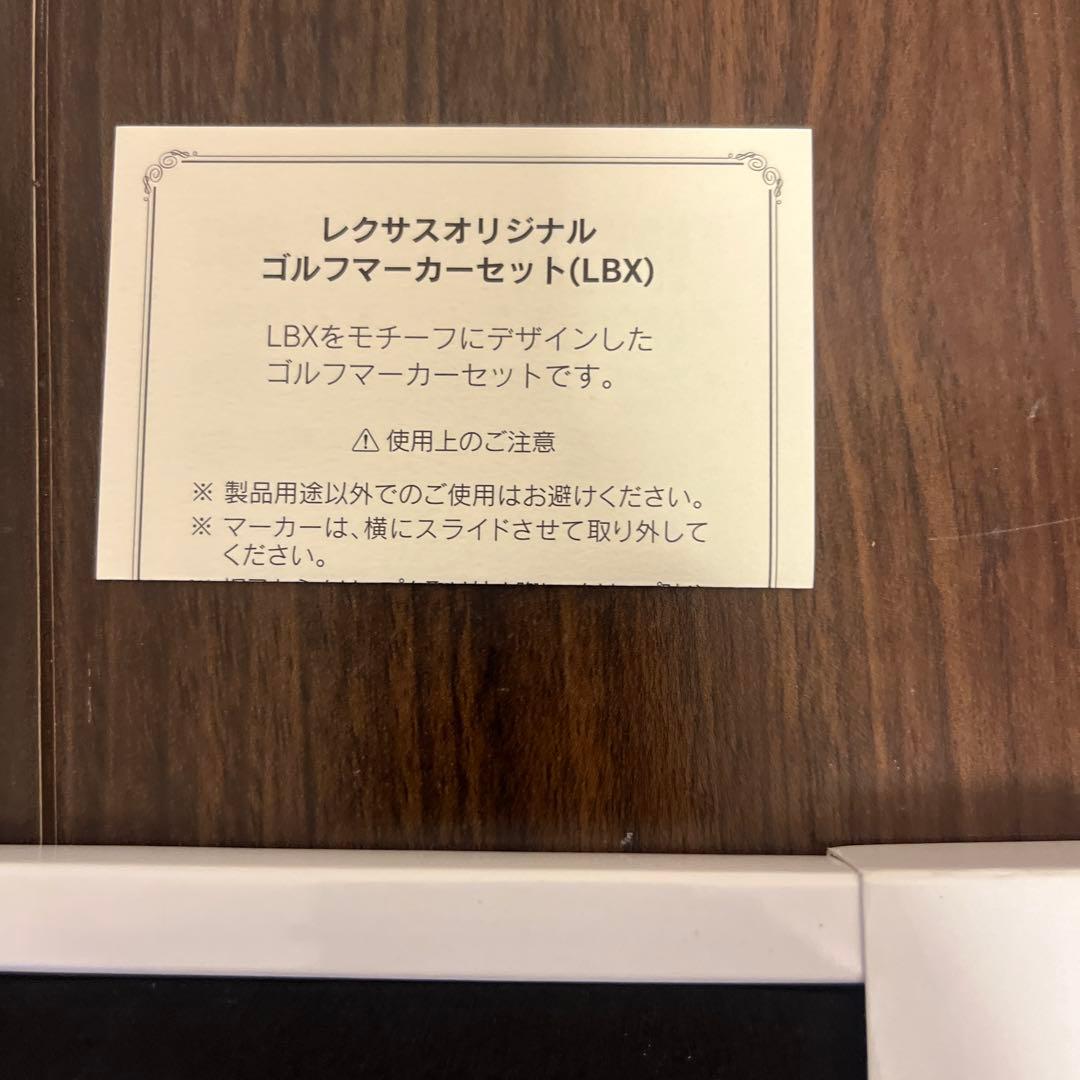 レクサスオリジナル
ゴルフマーカーセット(LBX)
LBXをモチーフにデザインした
ゴルフマーカーセットです。
⚠ 使用上のご注意
※ 製品用途以外でのご使用はお避けください。
※ マーカーは、横にスライドさせて取り外して
ください。